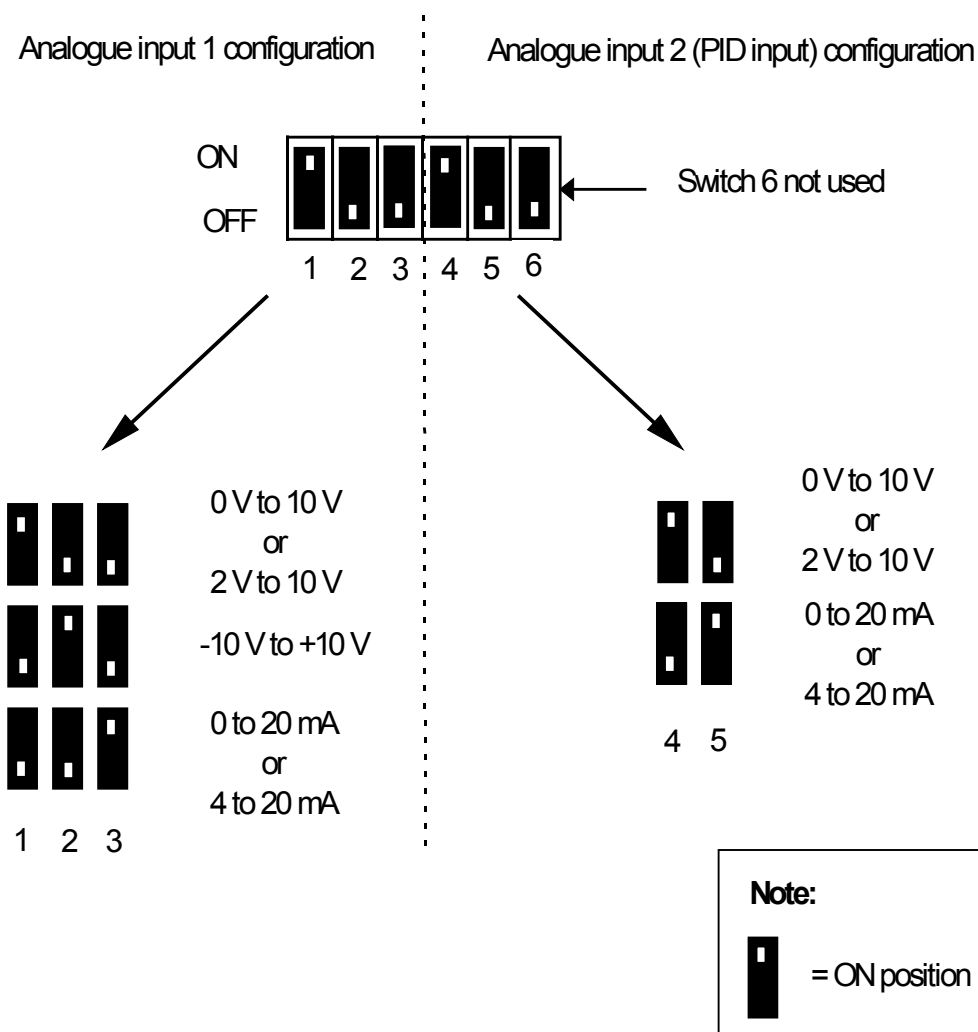 Analogue input 1 configuration
Analogue input 2 (PID input) configuration
ON
OFF
Switch 6 not used
1 2 3 4 5 6
0 V to 10 V
or
2 V to 10 V
-10 V to +10 V
0 to 20 mA
or
4 to 20 mA
1 2 3
0 V to 10 V
or
2 V to 10 V
0 to 20 mA
or
4 to 20 mA
4 5
Note:
= ON position